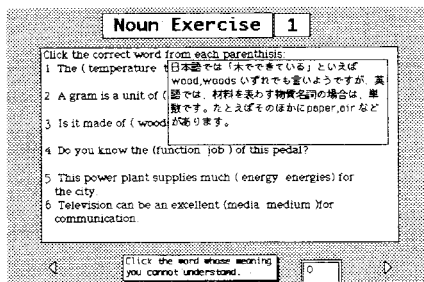 Noun Exercise 1
Click the correct word from each parenthisis:
1 The ( temperature t
日本語では「木でできている」といえば
wood,woods いずれでも言いようですが、英
語では、材料を表わす物質名詞の場合は、単
数です。たとえばそのほかにpaper,airなど
があります。
2 A gram is a unit of (
3 Is it made of ( wood
4 Do you know the (function job ) of this pedal?
5 This power plant supplies much ( energy energies) for
the city.
6 Television can be an excellent (media medium )for
communication.
Click the word whose meaning
you cannot understand.
0